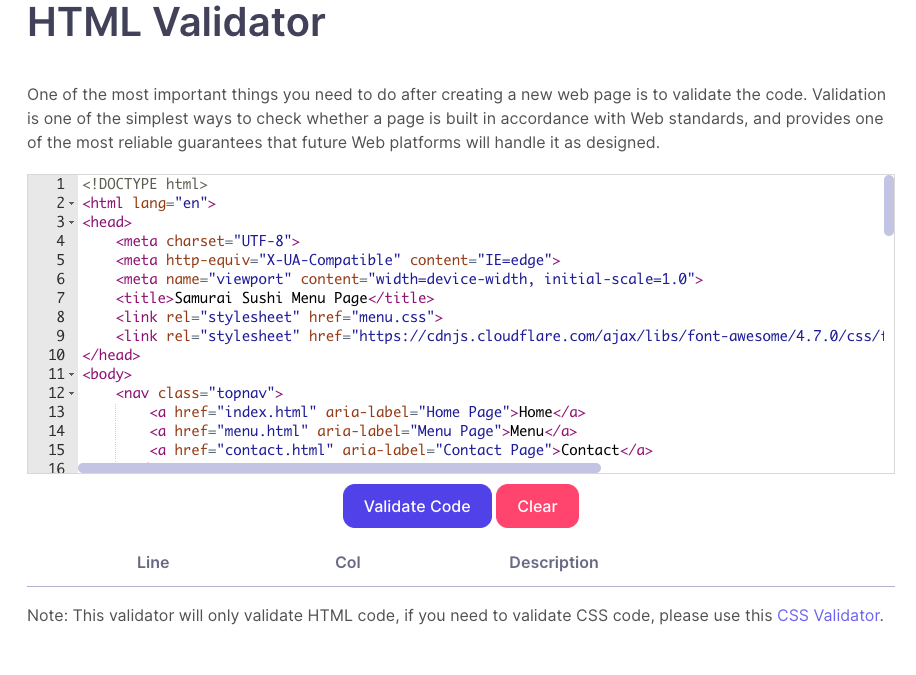 HTML Validator
One of the most important things you need to do after creating a new web page is to validate the code. Validation
is one of the simplest ways to check whether a page is built in accordance with Web standards, and provides one
of the most reliable guarantees that future Web platforms will handle it as designed.
1 <!DOCTYPE html>
2 <html lang="en">
3 <head>
4 <meta charset="UTF-8">
5 <meta http-equiv="X-UA-Compatible" content="IE=edge">
6 <meta name="viewport" content="width=device-width, initial-scale=1.0">
7 <title>Samurai Sushi Menu Page</title>
8 <link rel="stylesheet" href="menu.css">
9 <link rel="stylesheet" href="https://cdnjs.cloudflare.com/ajax/libs/font-awesome/4.7.0/css/
10 </head>
11 <body>
12 <nav class="topnav">
13 <a href="index.html" aria-label="Home Page">Home</a>
14 <a href="menu.html" aria-label="Menu Page">Menu</a>
15 <a href="contact.html" aria-label="Contact Page">Contact</a>
16
Validate Code Clear
Line Col Description
Note: This validator will only validate HTML code, if you need to validate CSS code, please use this CSS Validator.